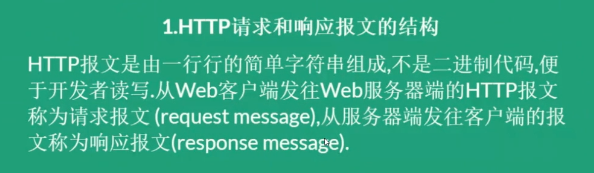 1.HTTP请求和响应报文的结构
HTTP报文是由一行行的简单字符串组成,不是二进制代码,便
于开发者读写.从Web客户端发往Web服务器端的HTTP报文
称为请求报文 (request message),从服务器端发往客户端的报
文称为响应报文(response message).